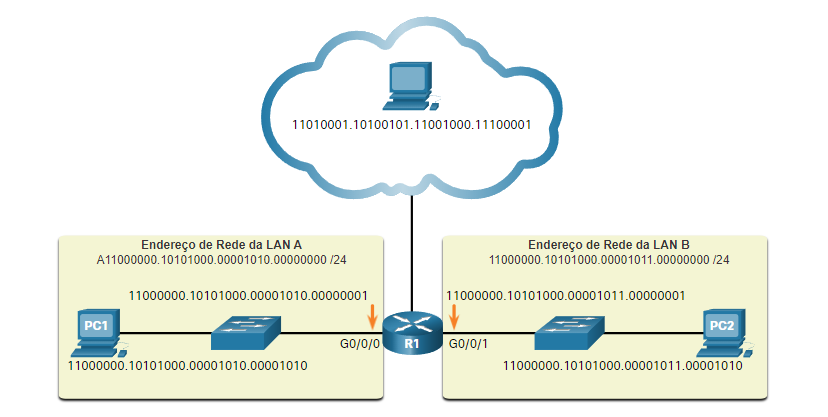 11010001.10100101.11001000.11100001
Endereço de Rede da LAN A
A11000000.10101000.00001010.00000000 /24
Endereço de Rede da LAN B
11000000.10101000.00001011.00000000 /24
11000000.10101000.00001010.00000001
11000000.10101000.00001011.00000001
PC1
G0/0/0
R1
G0/0/1
PC2
11000000.10101000.00001010.00001010
11000000.10101000.00001011.00001010